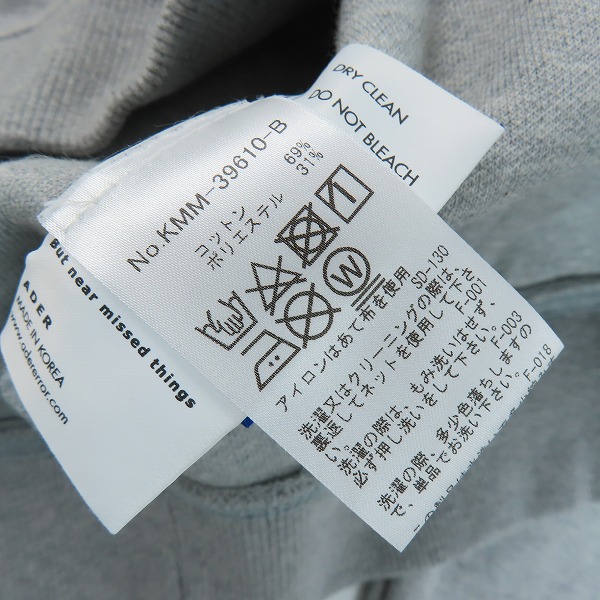 DRY CLEAN
DO NOT BLEACH
No.KMM-39610-B
コットン 69%
ポリエステル 31%
W
アイロンはあて布を使用
SD-130
洗濯又はクリーニングの際は、
裏返してネットを使用して下さ
い。 F-001
洗濯の際は、もみ洗いはせず、
必ず押し洗いをして下さい。
F-003
洗濯の際、多少色落ちしますの
で、単品でお洗い下さい。
F-018
But near missed things
ADER
MADE IN KOREA
www.adererror.com